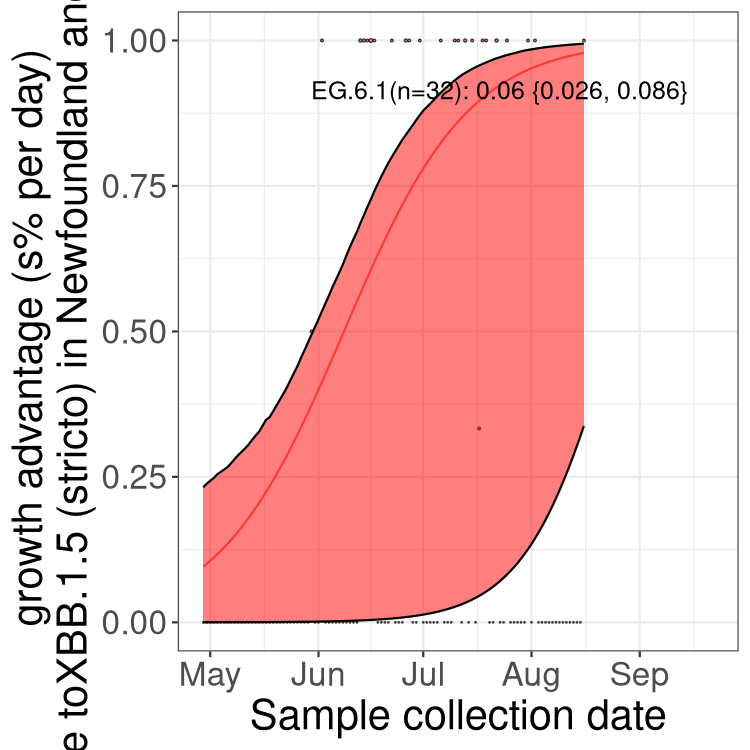 growth advantage (s% per day)
e toXBB.1.5 (stricto) in Newfoundland and
1.00
0.75
0.50
0.25
0.00
EG.6.1(n=32): 0.06 {0.026, 0.086}
May Jun Jul Aug Sep
Sample collection date